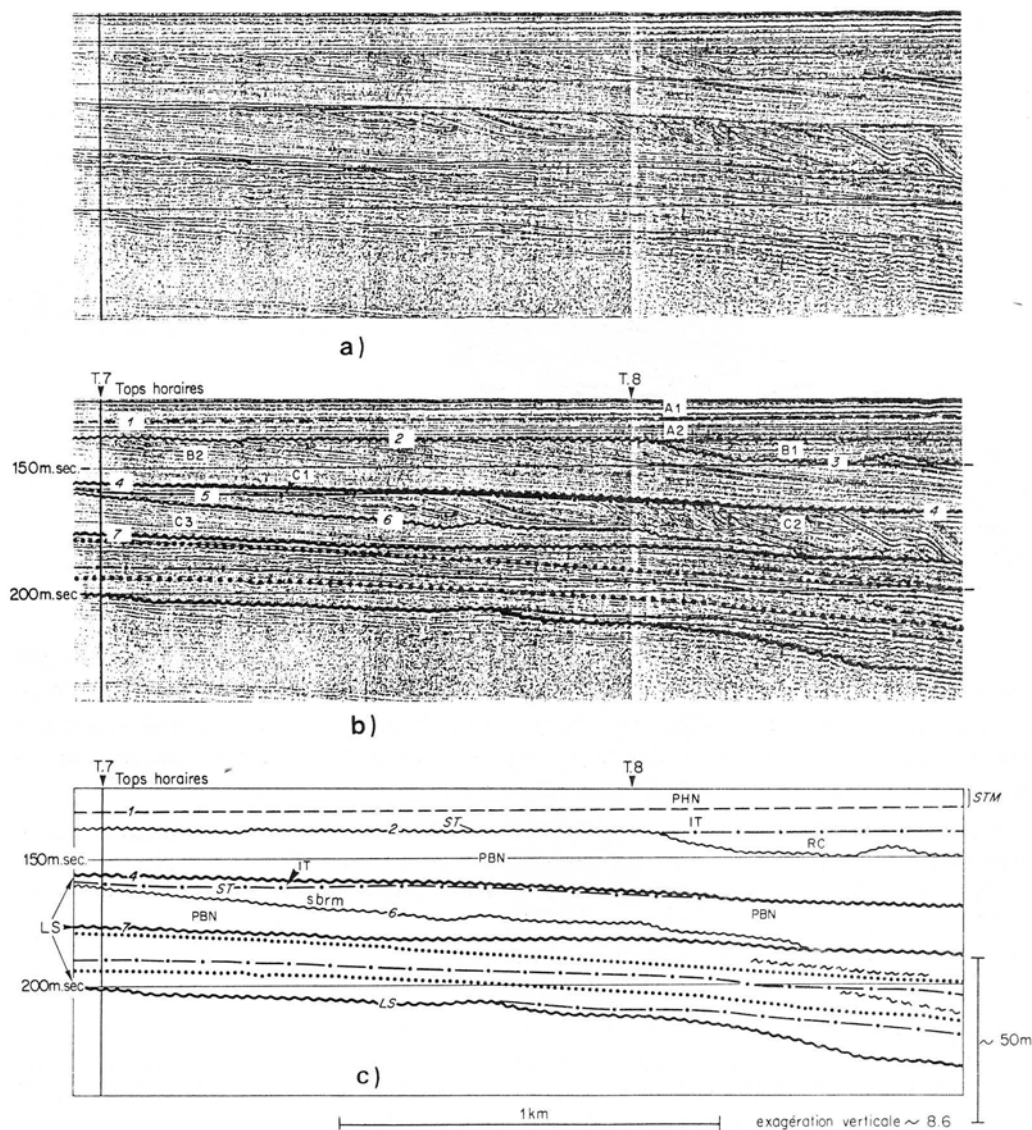 a)
T.7
Tops horaires
T.8
A1
1
A2
2
B1
B2
3
150m.sec.
C1
4
5
4
6
C2
C3
7
200m.sec.
b)
T.7
Tops horaires
T.8
PHN
STM
1
ST
IT
2
RC
150m.sec.
PBN
IT
4
ST
sbrm
PBN
6
PBN
LS
7
200m.sec.
LS
~ 50m
c)
1km
exagération verticale ~ 8.6